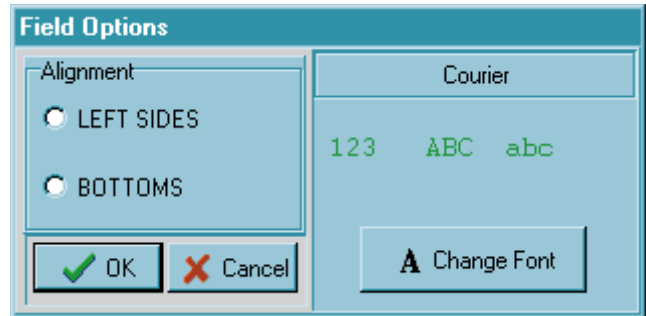 Field Options
Alignment
LEFT SIDES
BOTTOMS
OK
Cancel
Courier
123 ABC abc
A Change Font